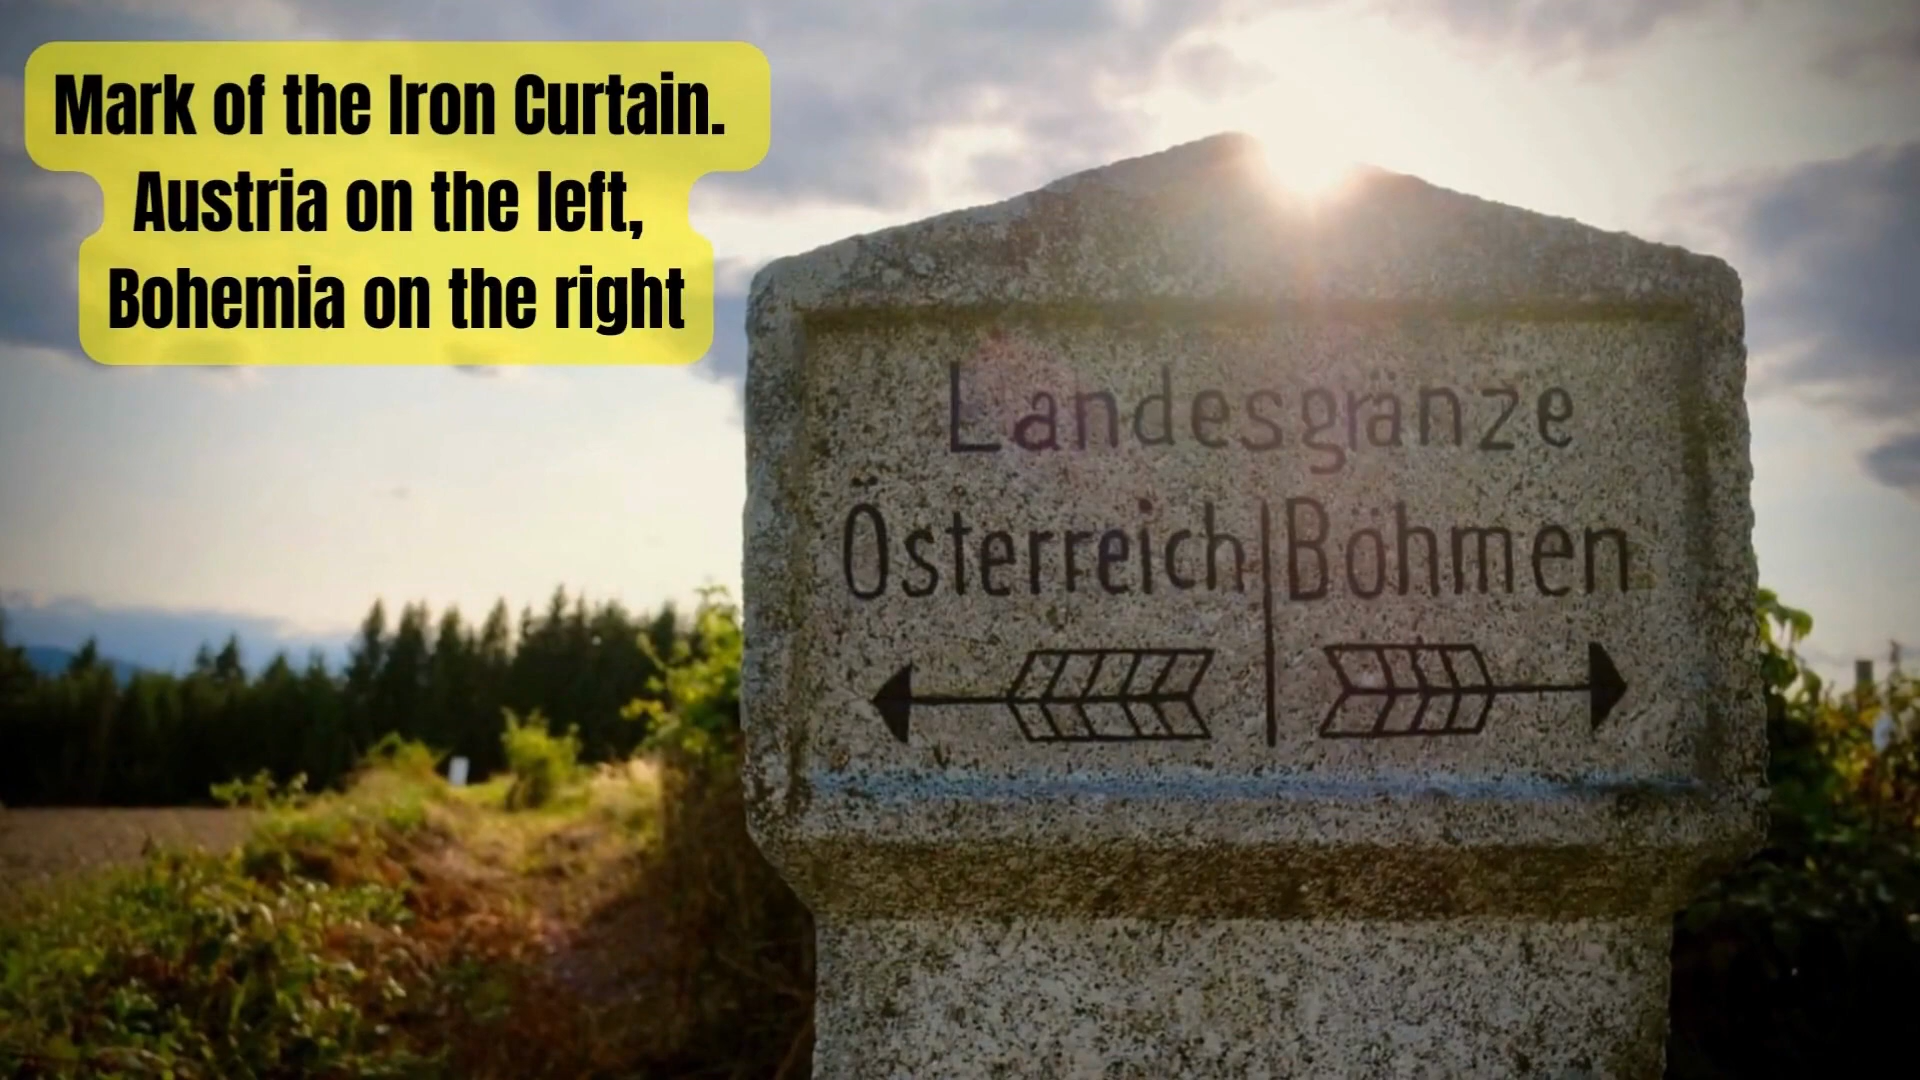 Mark of the Iron Curtain.
Austria on the left,
Bohemia on the right
Landesgränze
Österreich|Böhmen